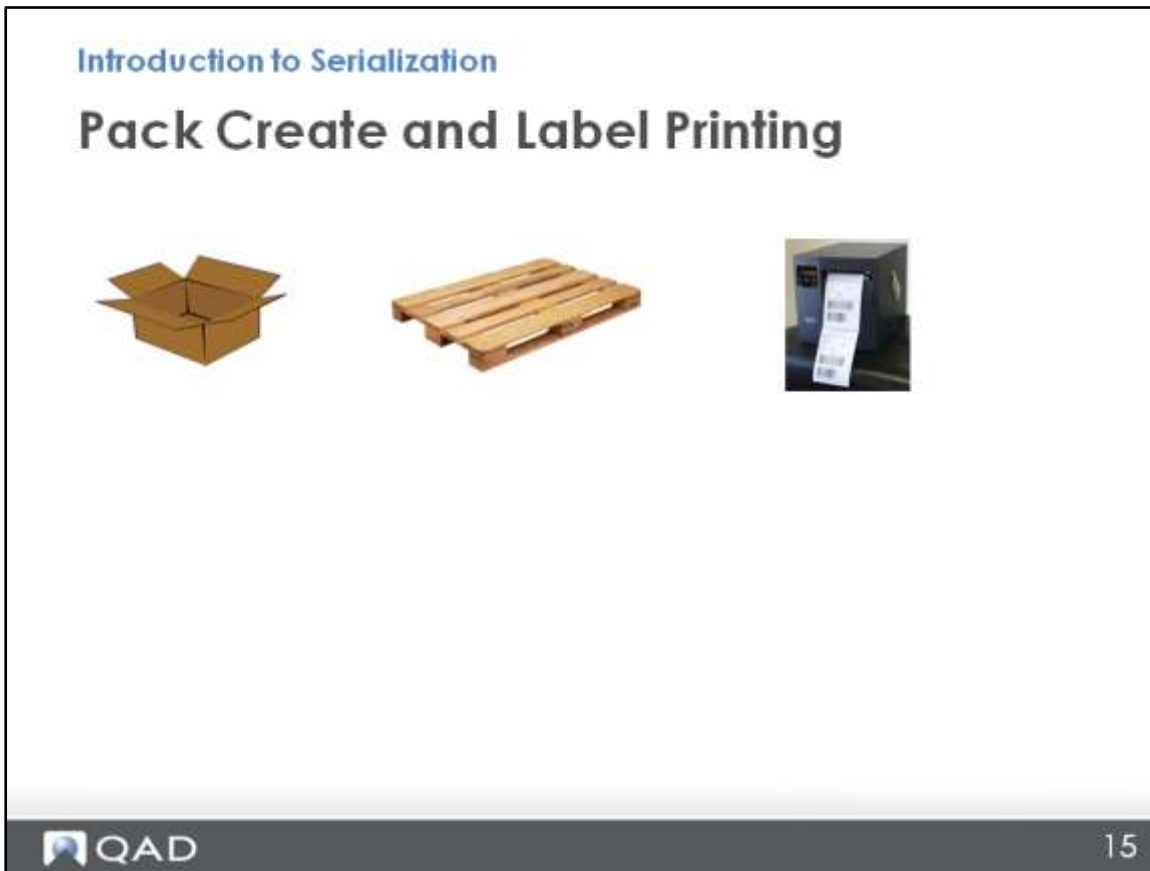 Introduction to Serialization
Pack Create and Label Printing
QAD
15